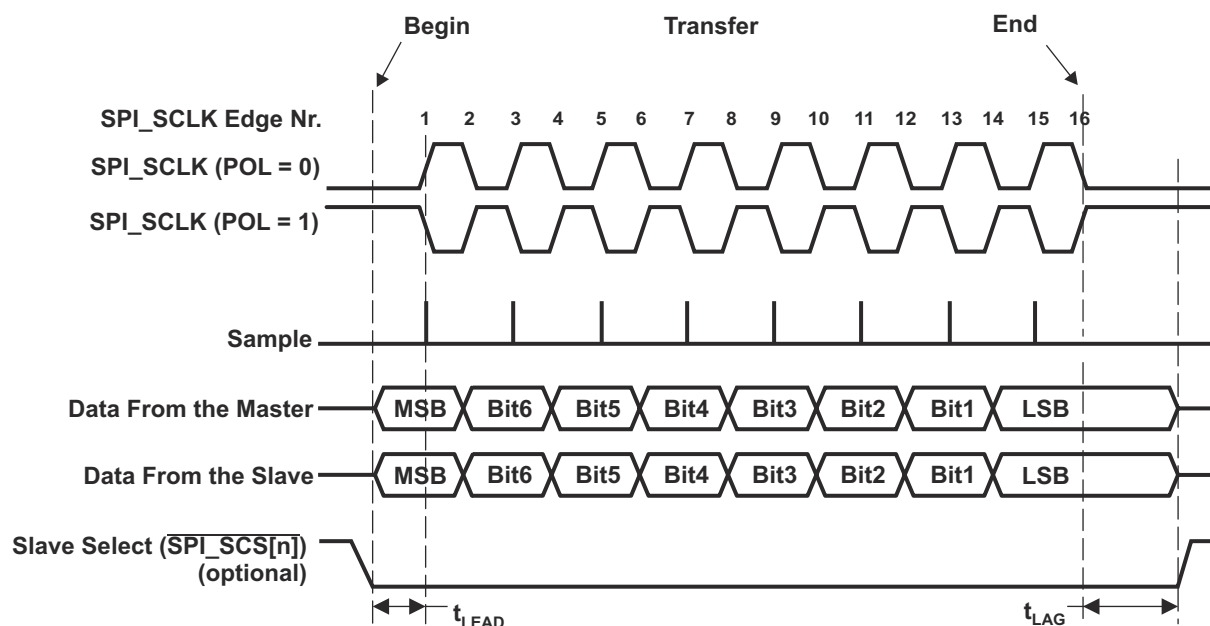 Begin Transfer End
SPI_SCLK Edge Nr. 1 2 3 4 5 6 7 8 9 10 11 12 13 14 15 16
SPI_SCLK (POL = 0)
SPI_SCLK (POL = 1)
Sample
Data From the Master MSB Bit6 Bit5 Bit4 Bit3 Bit2 Bit1 LSB
Data From the Slave MSB Bit6 Bit5 Bit4 Bit3 Bit2 Bit1 LSB
Slave Select (SPI_SCS[n])
(optional)
tLEAD tLAG